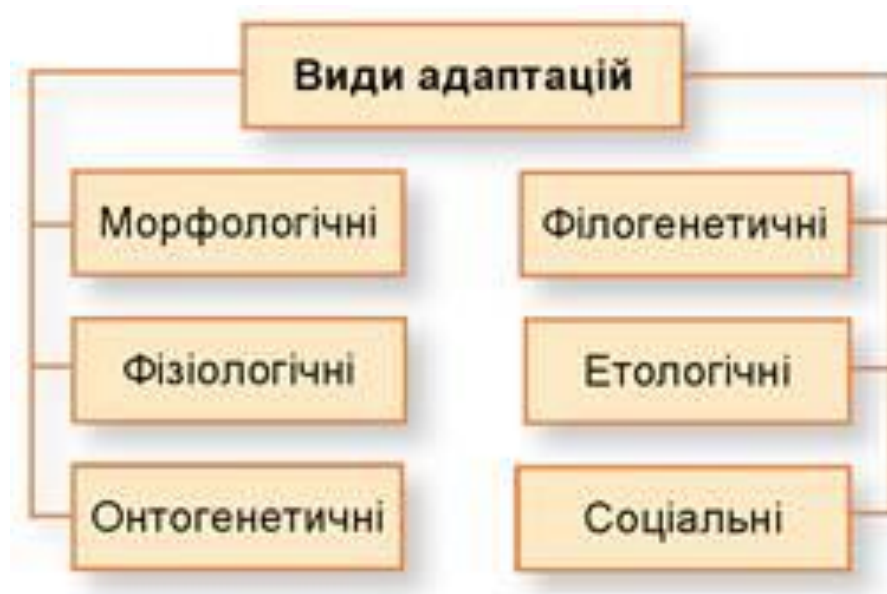 Види адаптацій
Морфологічні
Фізіологічні
Онтогенетичні
Філогенетичні
Етологічні
Соціальні